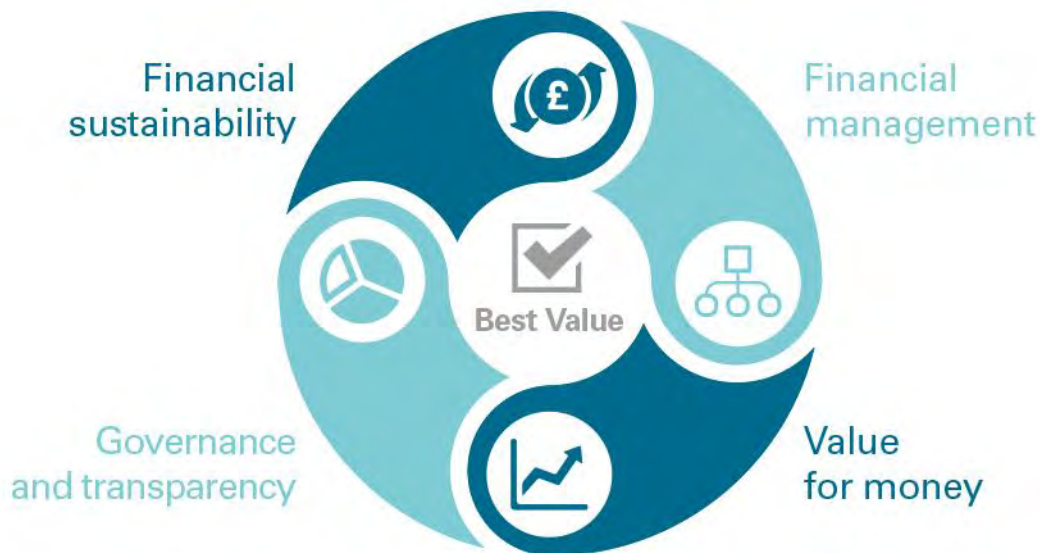 Financial
sustainability
£
Financial
management
Best Value
Governance
and transparency
Value
for money